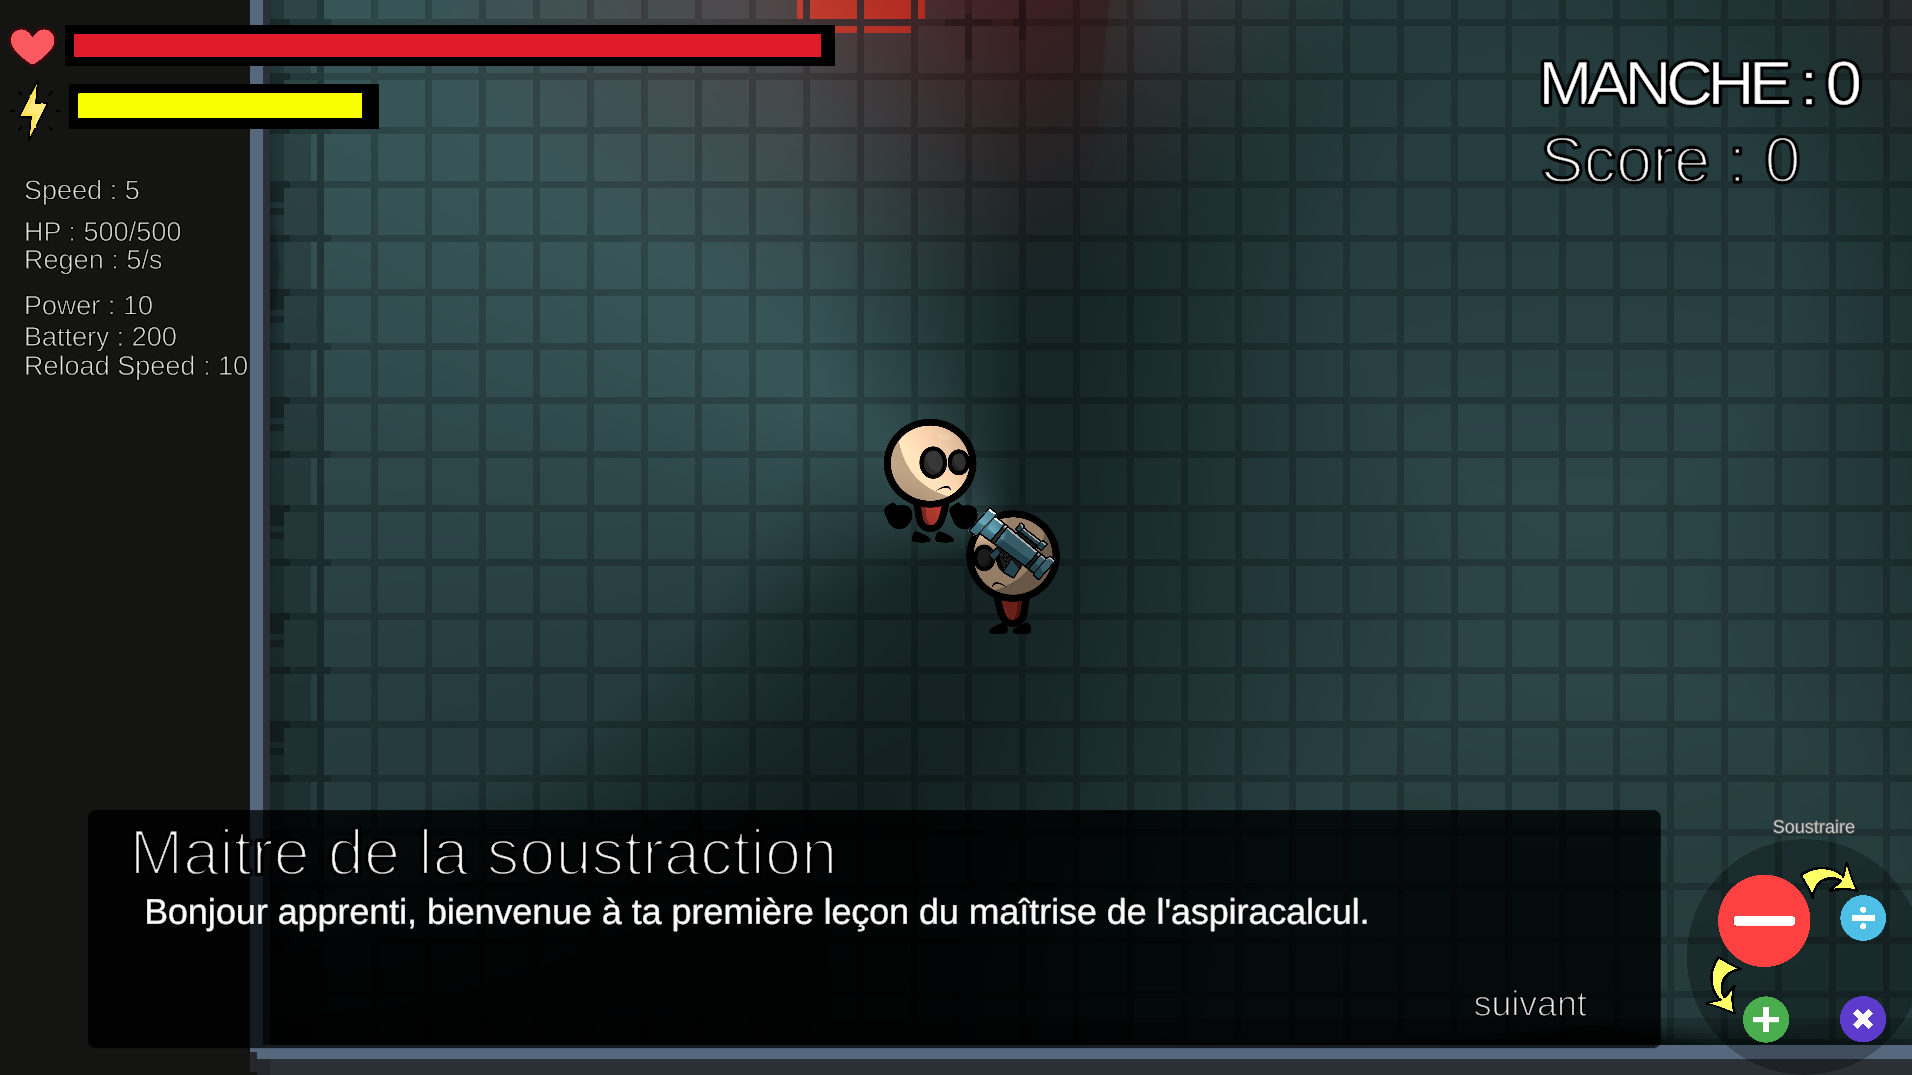 MANCHE : 0
Score : 0
Speed : 5
HP : 500/500
Regen : 5/s
Power : 10
Battery : 200
Reload Speed : 10
Maitre de la soustraction
Bonjour apprenti, bienvenue à ta première leçon du maîtrise de l'aspiracalcul.
suivant
Soustraire